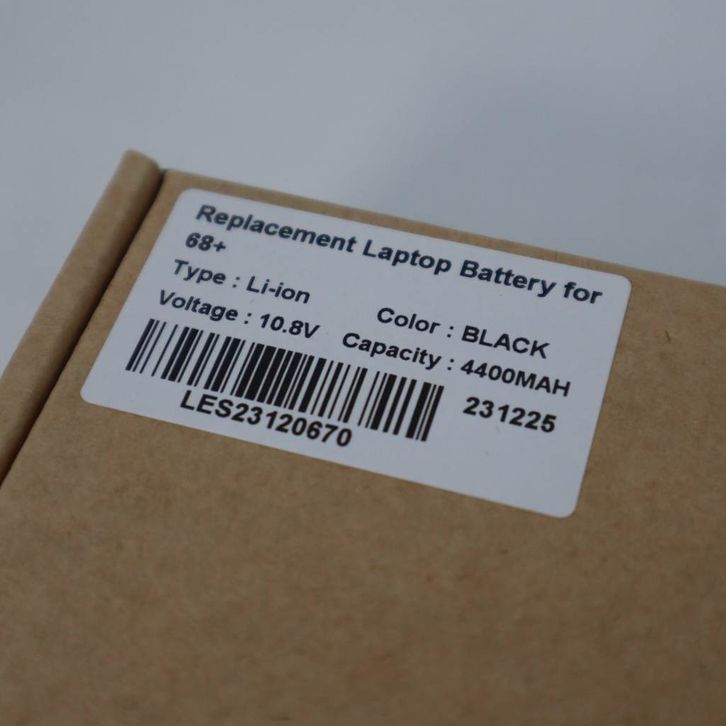 Replacement Laptop Battery for
68+
Type : Li-ion
Color : BLACK
Voltage : 10.8V
Capacity : 4400MAH
LES23120670
231225